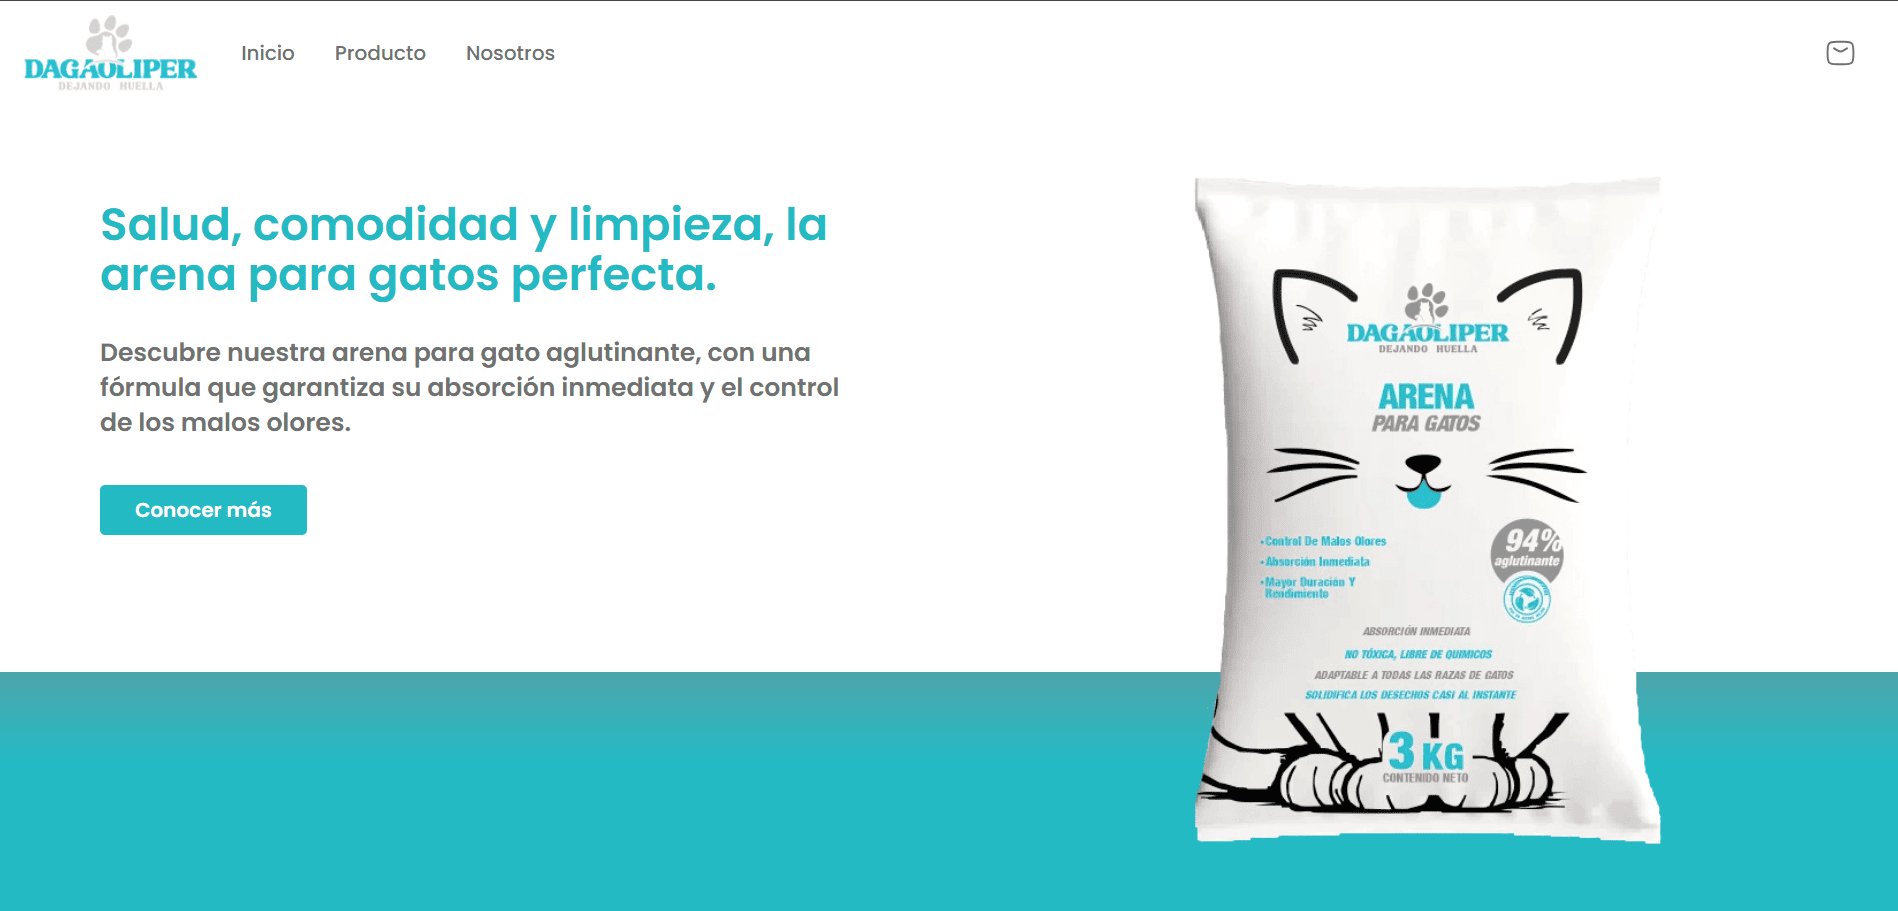 DAGAOLIPER
DEJANDO HUELLA
Inicio
Producto
Nosotros
Salud, comodidad y limpieza, la
arena para gatos perfecta.
Descubre nuestra arena para gato aglutinante, con una
fórmula que garantiza su absorción inmediata y el control
de los malos olores.
Conocer más
DAGAOLIPER
DEJANDO HUELLA
ARENA
PARA GATOS
•Control De Malos Olores
•Absorción Inmediata
•Mayor Duración Y
Rendimiento
94%
aglutinante
ABSORCIÓN INMEDIATA
NO TÓXICA, LIBRE DE QUIMICOS
ADAPTABLE A TODAS LAS RAZAS DE GATOS
SOLIDIFICA LOS DESECHOS CASI AL INSTANTE
3 KG
CONTENIDO NETO